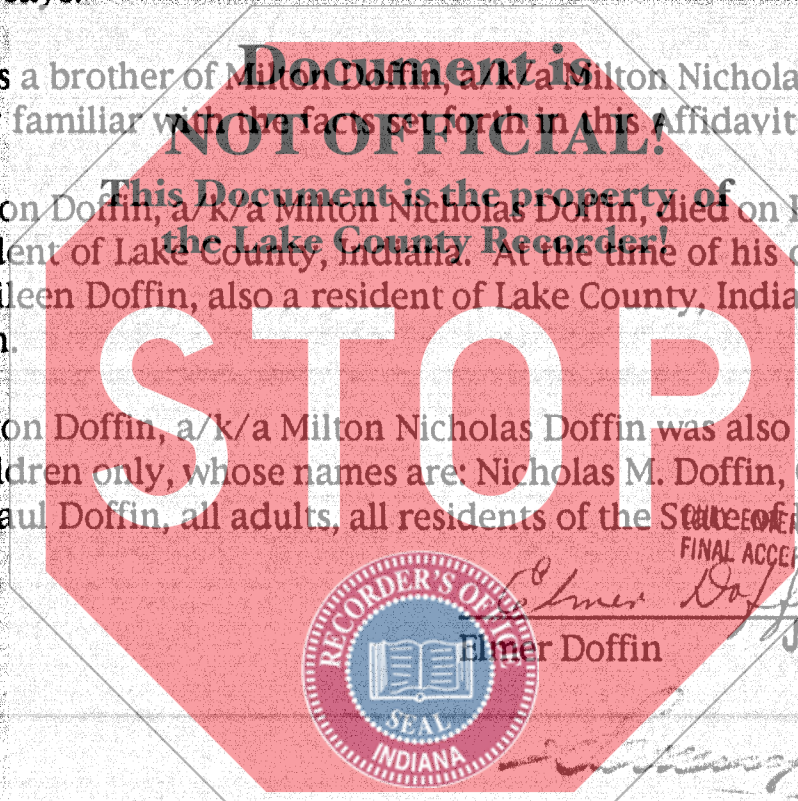 Document is
s a brother of Milton Doffin, a/k/a Milton Nichola
familiar with the facts set forth in this Affidavit
NOT OFFICIAL!
This Document is the property of
on Doffin, a/k/a Milton Nicholas Doffin, died on
the Lake County Recorder!
dent of Lake County, Indiana. At the time of his
ileen Doffin, also a resident of Lake County, India
n.
STOP
on Doffin, a/k/a Milton Nicholas Doffin was also
dren only, whose names are: Nicholas M. Doffin,
aul Doffin, all adults, all residents of the State of
FINAL ACCEP
Elmer Doffin
Elmer Doffin
RECORDER'S OFFICE
SEAL
INDIANA